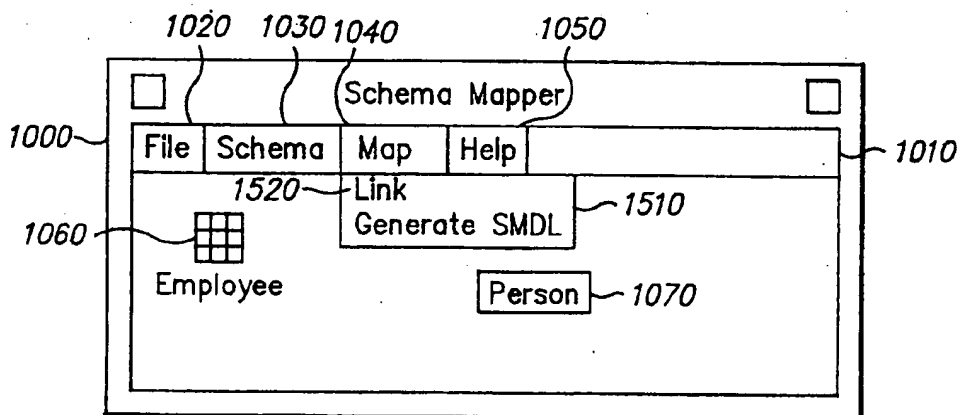 1020 1030 1040 1050
Schema Mapper
1000 File Schema Map Help 1010
1520 Link 1510
Generate SMDL
1060
Employee
Person 1070